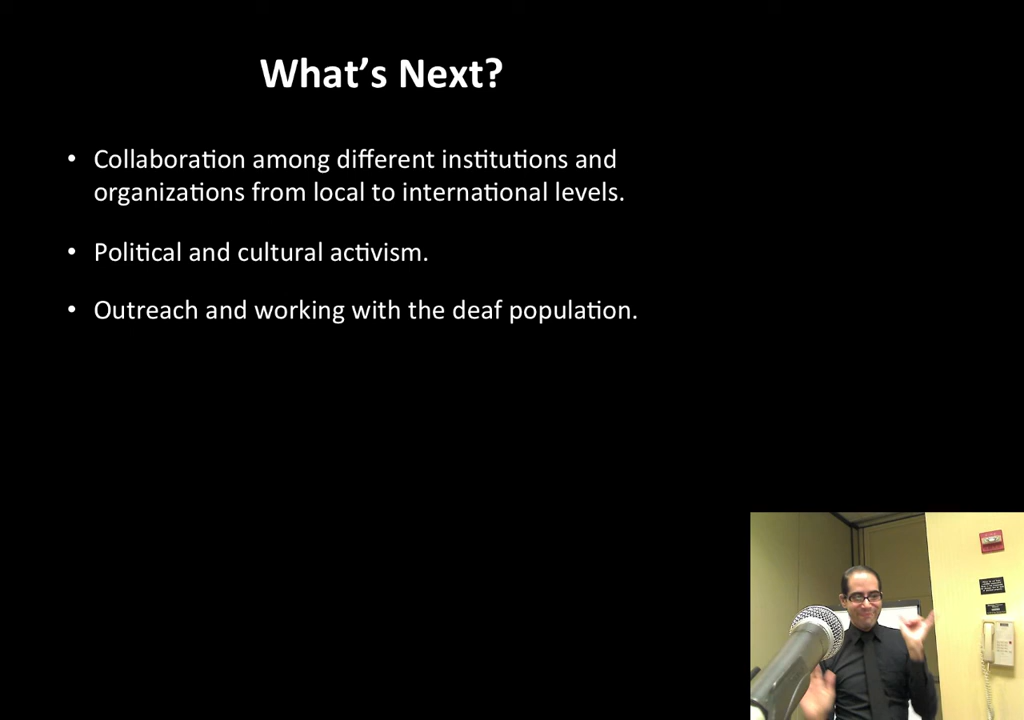 What's Next?
• Collaboration among different institutions and
organizations from local to international levels.
• Political and cultural activism.
• Outreach and working with the deaf population.